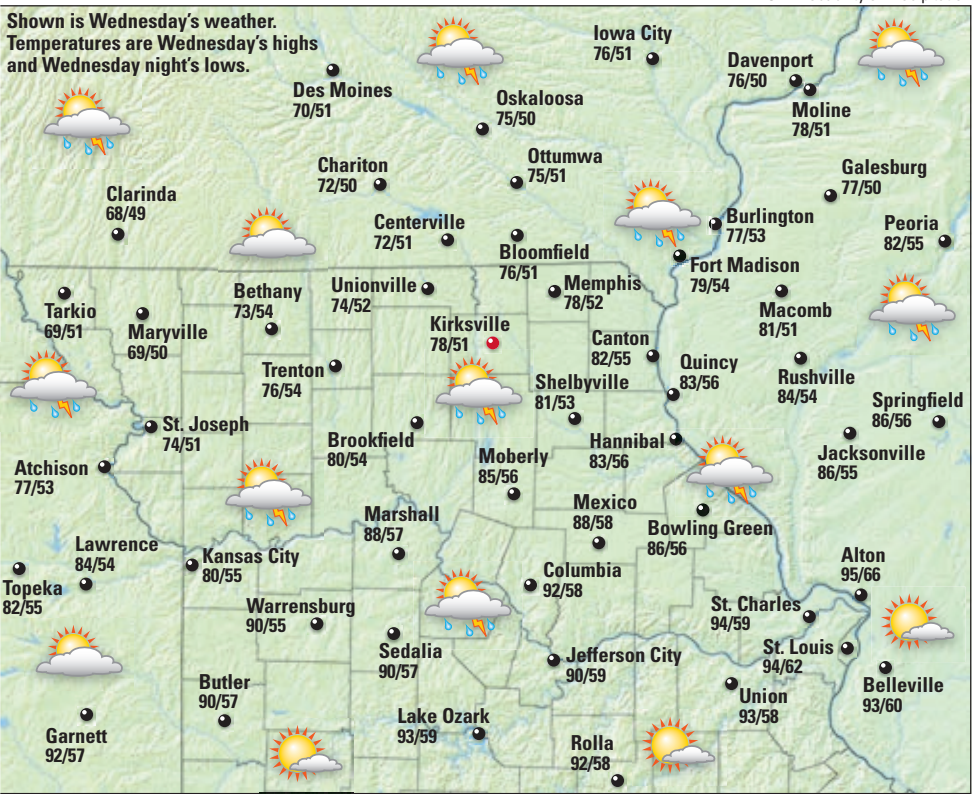 Shown is Wednesday's weather.
Temperatures are Wednesday's highs
and Wednesday night's lows.
Iowa City
76/51
Davenport
76/50
Des Moines
70/51
Moline
78/51
Oskaloosa
75/50
Ottumwa
75/51
Chariton
72/50
Galesburg
77/50
Clarinda
68/49
Centerville
72/51
Burlington
77/53
Peoria
82/55
Bloomfield
76/51
Fort Madison
79/54
Tarkio
69/51
Maryville
69/50
Bethany
73/54
Unionville
74/52
Memphis
78/52
Macomb
81/51
Kirksville
78/51
Canton
82/55
Quincy
83/56
Trenton
76/54
Shelbyville
81/53
Rushville
84/54
Springfield
86/56
St. Joseph
74/51
Brookfield
80/54
Hannibal
83/56
Jacksonville
86/55
Atchison
77/53
Moberly
85/56
Mexico
88/58
Marshall
88/57
Bowling Green
86/56
Lawrence
84/54
Kansas City
80/55
Alton
95/66
Topeka
82/55
Columbia
92/58
Warrensburg
90/55
St. Charles
94/59
Sedalia
90/57
Jefferson City
90/59
St. Louis
94/62
Butler
90/57
Union
93/58
Belleville
93/60
Garnett
92/57
Lake Ozark
93/59
Rolla
92/58